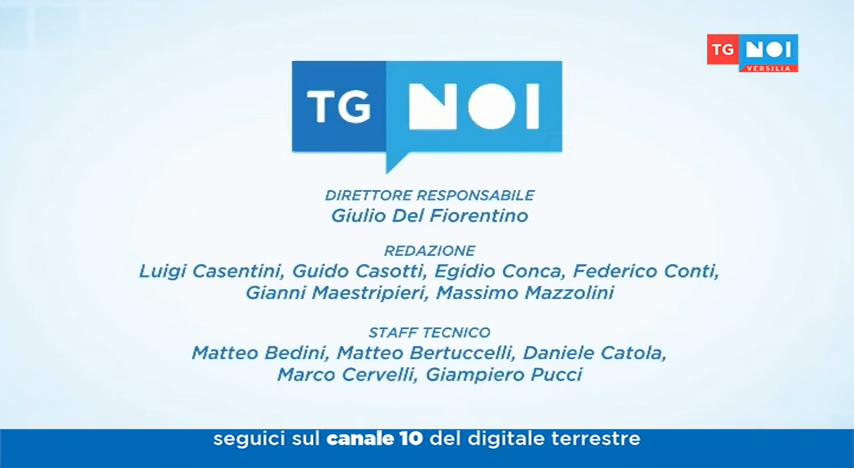 TG NOI
VERSILIA
TG NOI
DIRETTORE RESPONSABILE
Giulio Del Fiorentino
REDAZIONE
Luigi Casentini, Guido Casotti, Egidio Conca, Federico Conti,
Gianni Maestripieri, Massimo Mazzolini
STAFF TECNICO
Matteo Bedini, Matteo Bertuccelli, Daniele Catola,
Marco Cervelli, Giampiero Pucci
seguici sul canale 10 del digitale terrestre